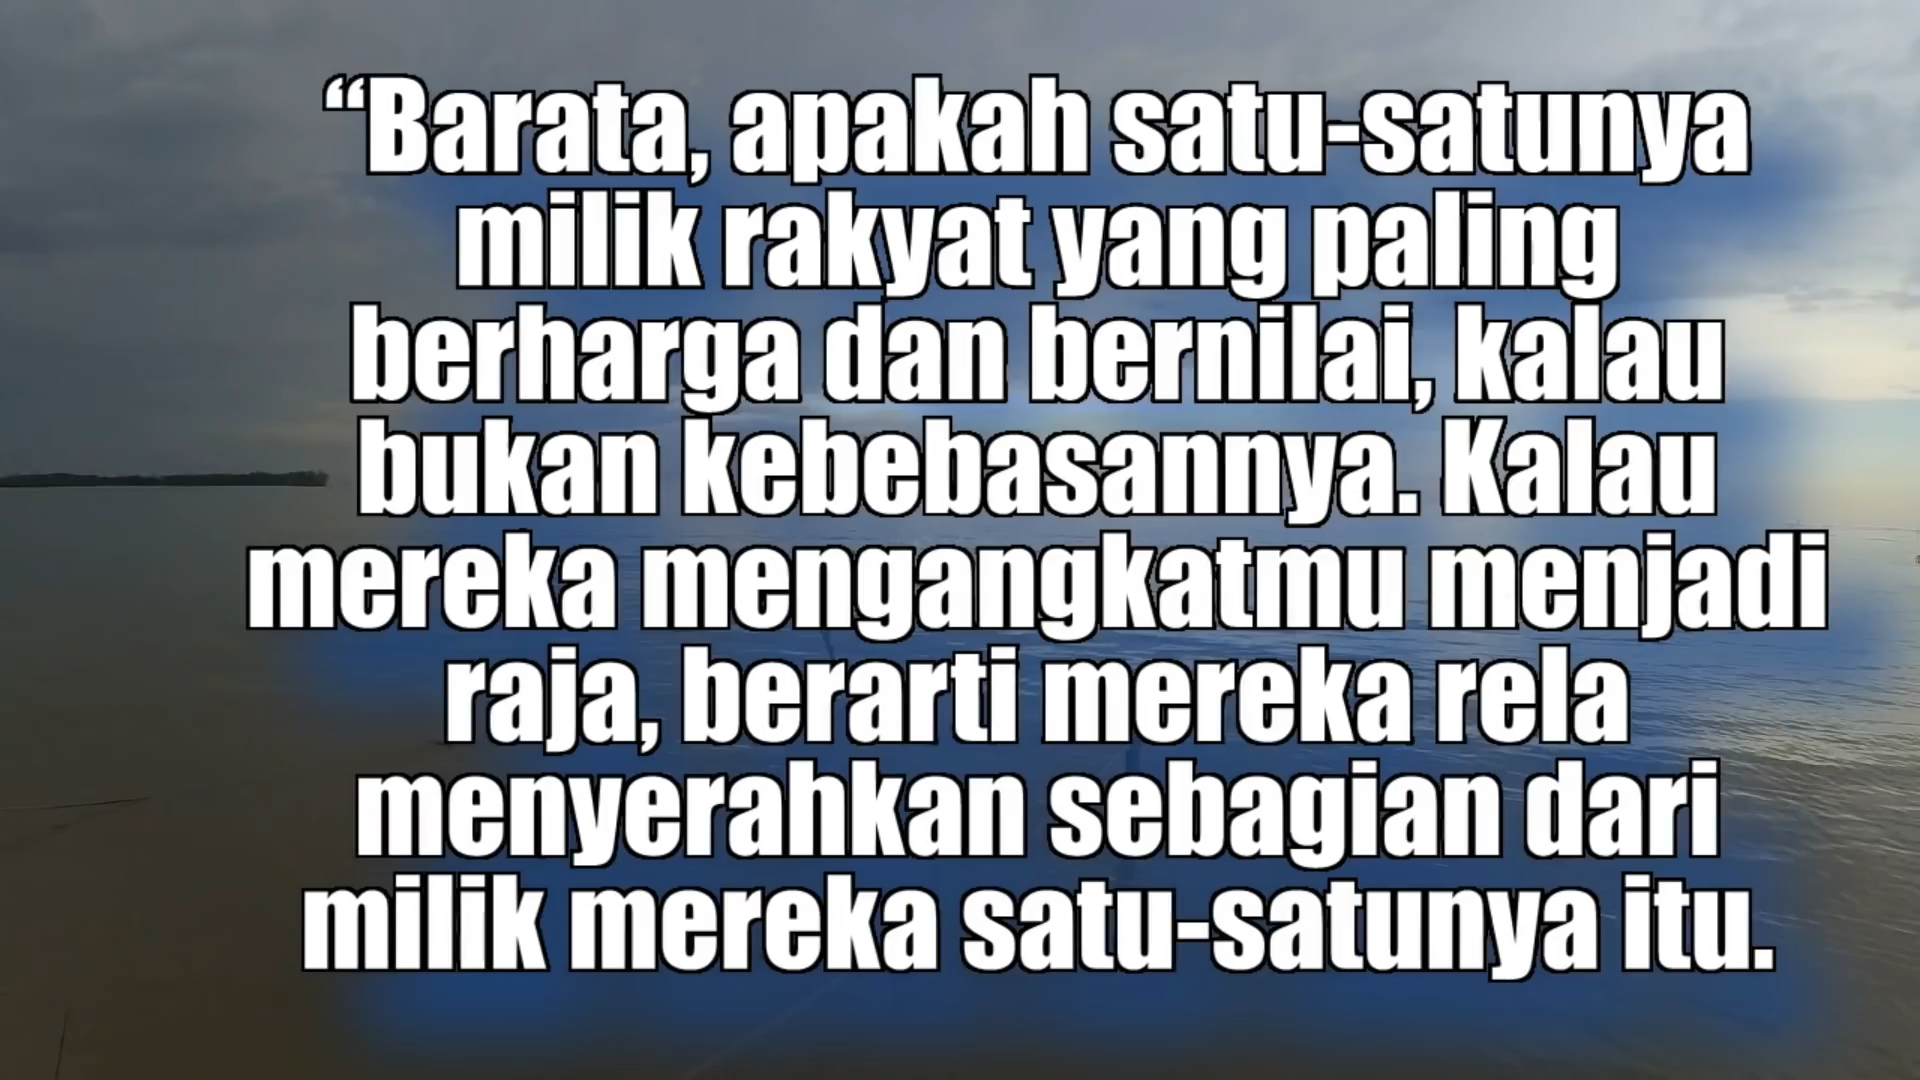 “Barata, apakah satu-satunya
milik rakyat yang paling
berharga dan bernilai, kalau
bukan kebebasannya. Kalau
mereka mengangkatmu menjadi
raja, berarti mereka rela
menyerahkan sebagian dari
milik mereka satu-satunya itu.